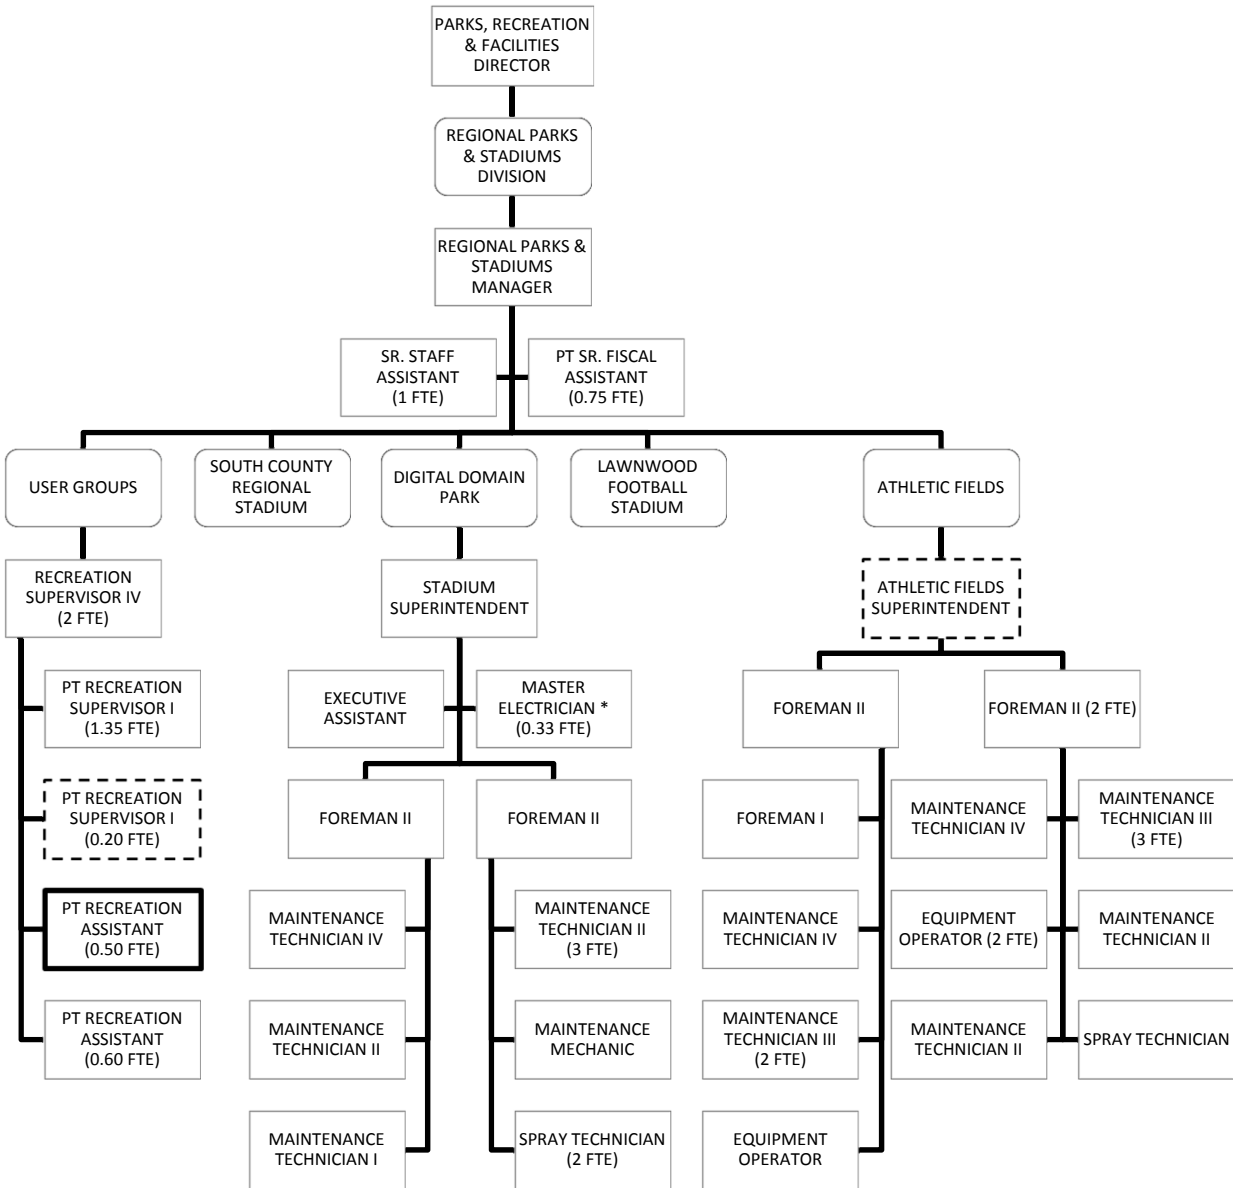 PARKS, RECREATION
& FACILITIES
DIRECTOR
REGIONAL PARKS
& STADIUMS
DIVISION
REGIONAL PARKS &
STADIUMS
MANAGER
SR. STAFF
ASSISTANT
(1 FTE)
PT SR. FISCAL
ASSISTANT
(0.75 FTE)
USER GROUPS
SOUTH COUNTY
REGIONAL
STADIUM
DIGITAL DOMAIN
PARK
LAWNWOOD
FOOTBALL
STADIUM
ATHLETIC FIELDS
RECREATION
SUPERVISOR IV
(2 FTE)
STADIUM
SUPERINTENDENT
ATHLETIC FIELDS
SUPERINTENDENT
PT RECREATION
SUPERVISOR I
(1.35 FTE)
EXECUTIVE
ASSISTANT
MASTER
ELECTRICIAN *
(0.33 FTE)
FOREMAN II
FOREMAN II (2 FTE)
PT RECREATION
SUPERVISOR I
(0.20 FTE)
FOREMAN II
FOREMAN II
FOREMAN I
MAINTENANCE
TECHNICIAN IV
MAINTENANCE
TECHNICIAN III
(3 FTE)
PT RECREATION
ASSISTANT
(0.50 FTE)
MAINTENANCE
TECHNICIAN IV
MAINTENANCE
TECHNICIAN II
(3 FTE)
MAINTENANCE
TECHNICIAN IV
EQUIPMENT
OPERATOR (2 FTE)
MAINTENANCE
TECHNICIAN II
PT RECREATION
ASSISTANT
(0.60 FTE)
MAINTENANCE
TECHNICIAN II
MAINTENANCE
MECHANIC
MAINTENANCE
TECHNICIAN III
(2 FTE)
MAINTENANCE
TECHNICIAN II
SPRAY TECHNICIAN
MAINTENANCE
TECHNICIAN I
SPRAY TECHNICIAN
(2 FTE)
EQUIPMENT
OPERATOR